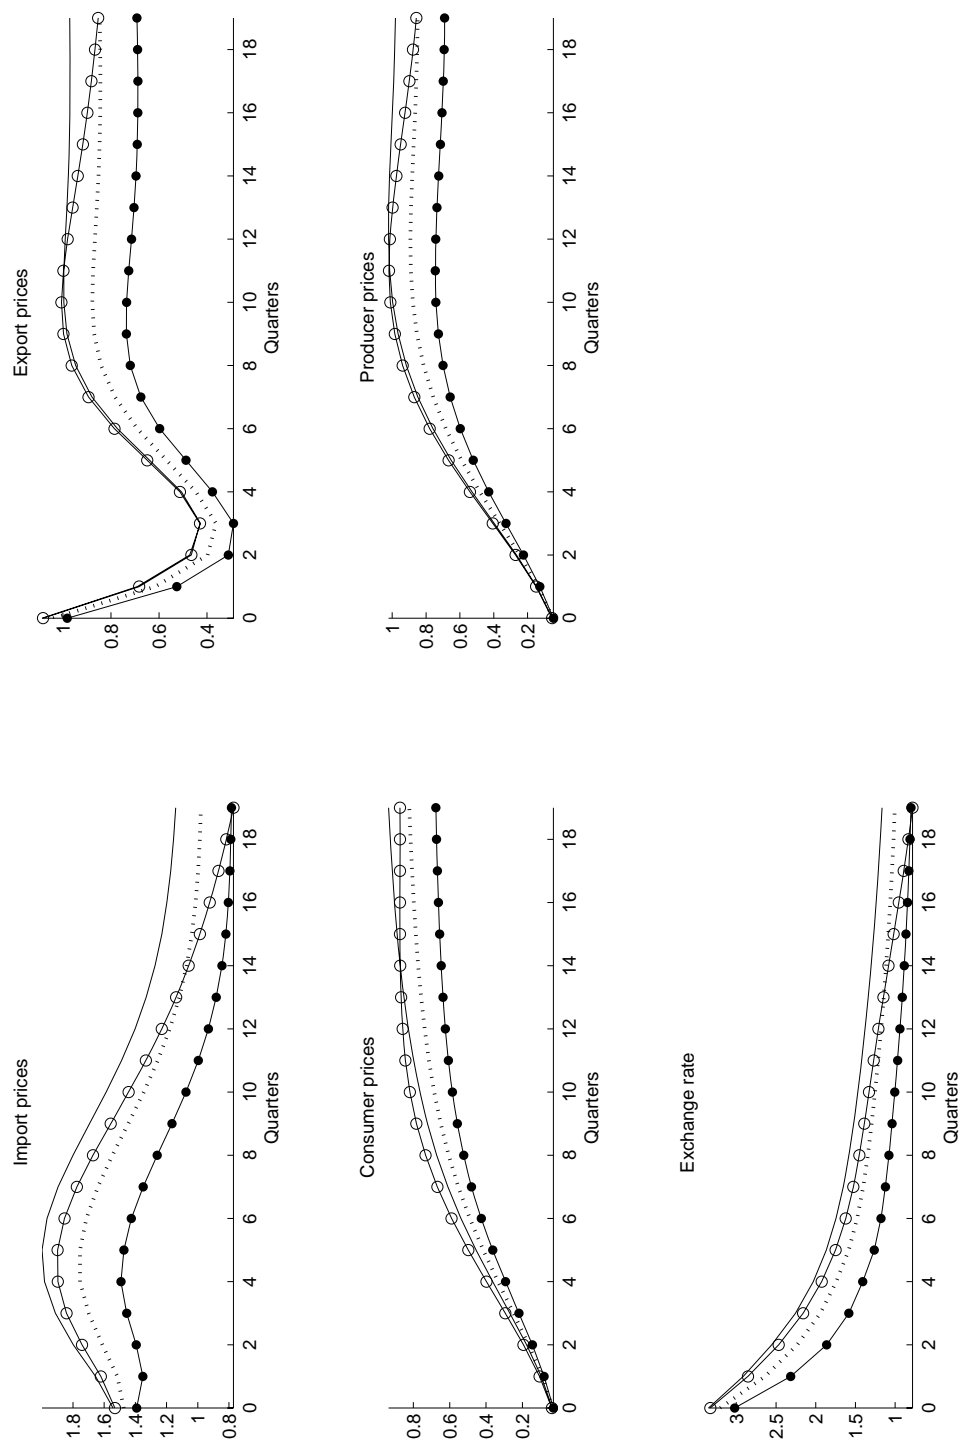 Import prices
1.8
1.6
1.4
1.2
1
0.8
0 2 4 6 8 10 12 14 16 18
Quarters
Export prices
1
0.8
0.6
0.4
0 2 4 6 8 10 12 14 16 18
Quarters
Consumer prices
0.8
0.6
0.4
0.2
0 2 4 6 8 10 12 14 16 18
Quarters
Producer prices
1
0.8
0.6
0.4
0.2
0 2 4 6 8 10 12 14 16 18
Quarters
Exchange rate
3
2.5
2
1.5
1
0 2 4 6 8 10 12 14 16 18
Quarters